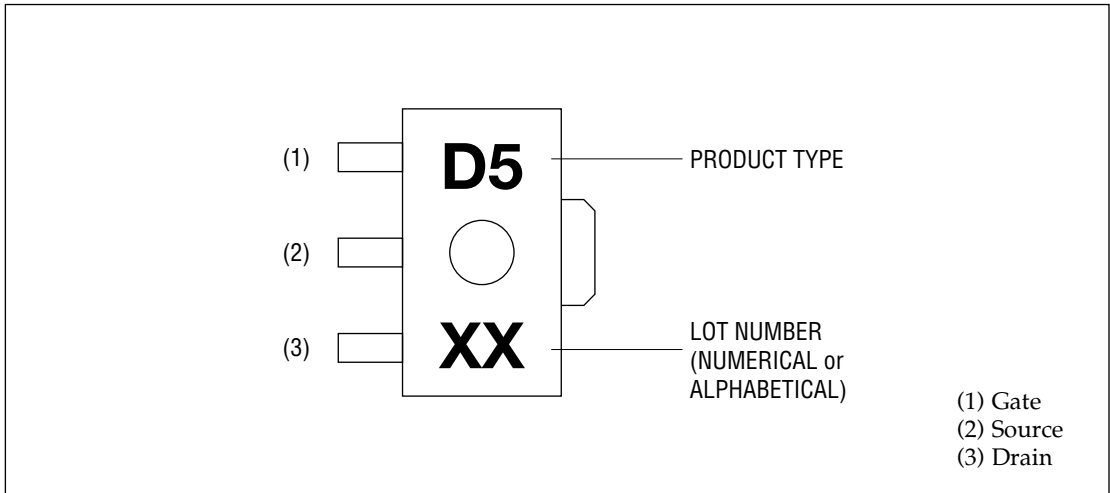 (1)
D5
PRODUCT TYPE
(2)
(3)
XX
LOT NUMBER
(NUMERICAL or
ALPHABETICAL)
(1) Gate
(2) Source
(3) Drain